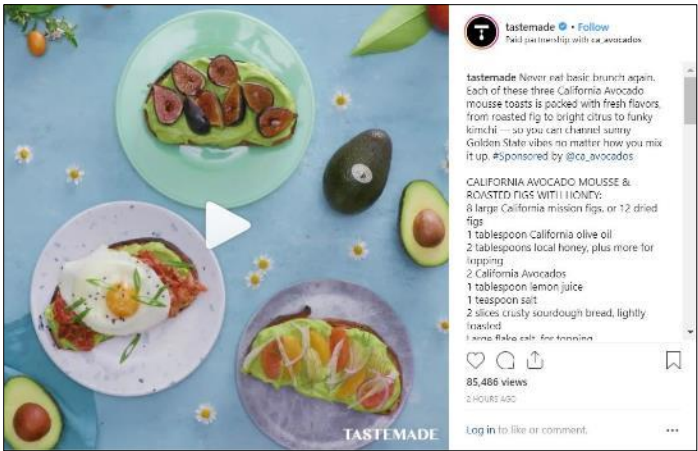 tastemade • Follow
Paid partnership with ca_avocados
tastemade Never eat basic brunch again.
Each of these three California Avocado
mousse toasts is packed with fresh flavors,
from roasted fig to bright citrus to funky
kimchi — so you can channel sunny
Golden State vibes no matter how you mix
it up. #Sponsored by @ca_avocados
CALIFORNIA AVOCADO MOUSSE &
ROASTED FIGS WITH HONEY:
8 large California mission figs, or 12 dried
figs
1 tablespoon California olive oil
2 tablespoons local honey, plus more for
topping
2 California Avocados
1 tablespoon lemon juice
1 teaspoon salt
2 slices crusty sourdough bread, lightly
toasted
Large flake salt, for topping
85,486 views
2 HOURS AGO
Log in to like or comment.
TASTEMADE